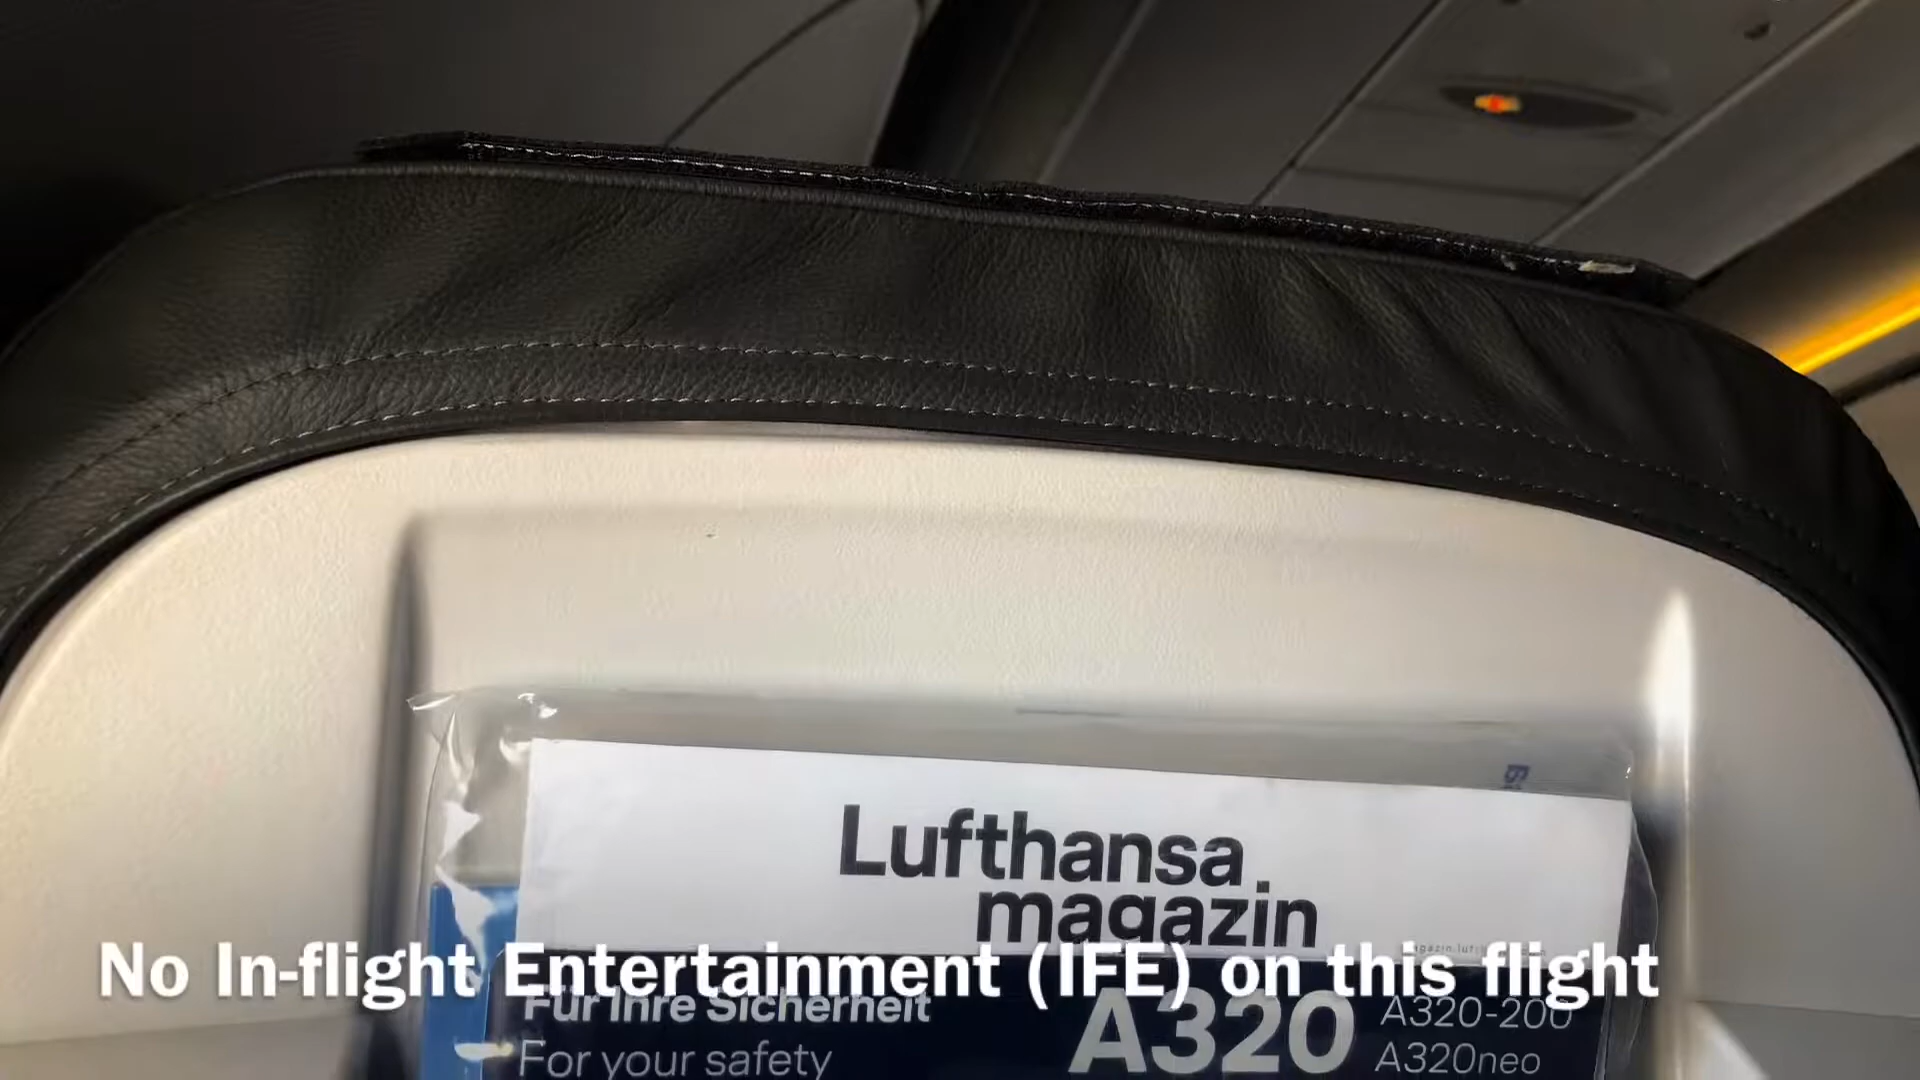 Lufthansa
magazin
No In-flight Entertainment (IFE) on this flight
Für Ihre Sicherheit
For your safety
A320
A320-200
A320neo